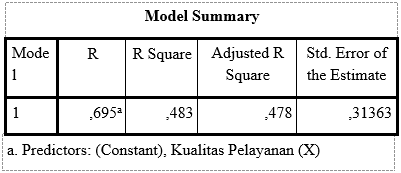 Model Summary
Mode R R Square Adjusted R Std. Error of
l Square the Estimate
1 ,695a ,483 ,478 ,31363
a. Predictors: (Constant), Kualitas Pelayanan (X)